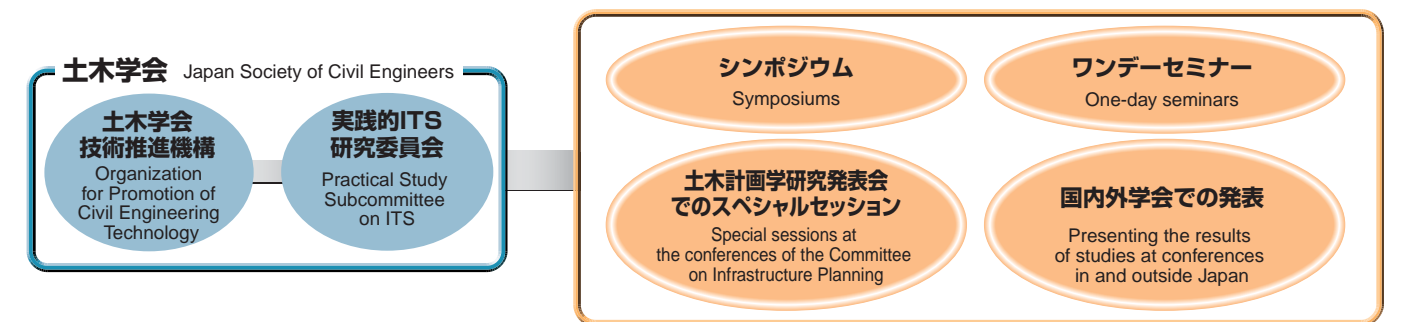 土木学会 Japan Society of Civil Engineers
土木学会
技術推進機構
Organization
for Promotion of
Civil Engineering
Technology
実践的ITS
研究委員会
Practical Study
Subcommittee
on ITS
シンポジウム
Symposiums
ワンデーセミナー
One-day seminars
土木計画学研究発表会
でのスペシャルセッション
Special sessions at
the conferences of the Committee
on Infrastructure Planning
国内外学会での発表
Presenting the results
of studies at conferences
in and outside Japan